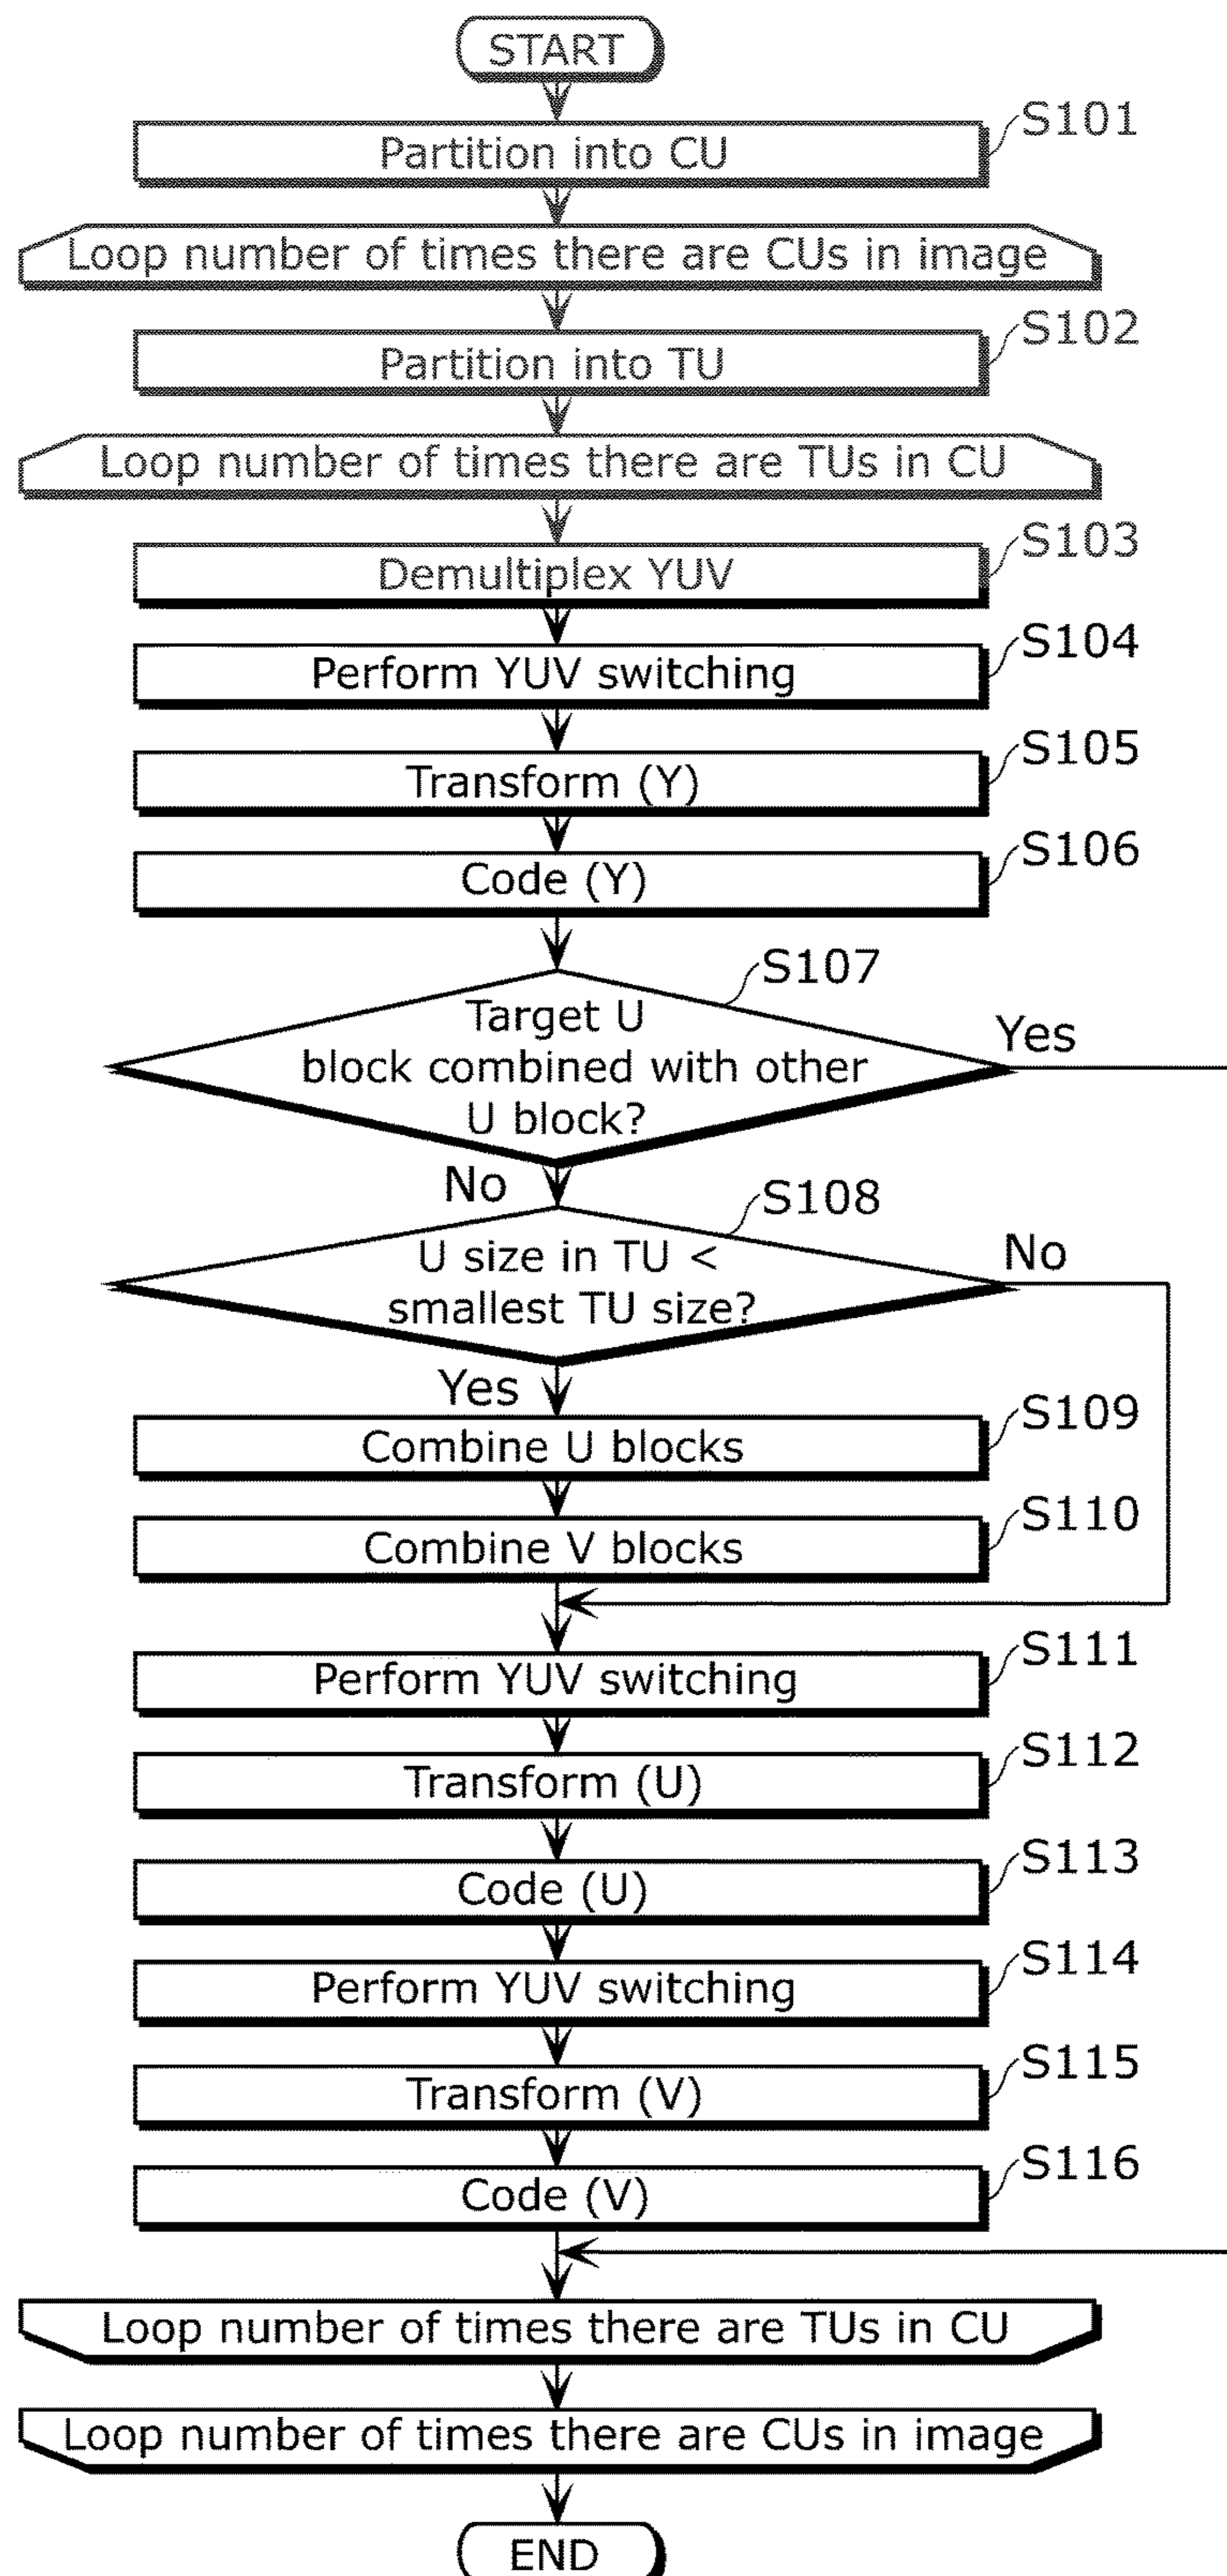 START
S101
Partition into CU
Loop number of times there are CUs in image
S102
Partition into TU
Loop number of times there are TUs in CU
S103
Demultiplex YUV
S104
Perform YUV switching
S105
Transform (Y)
S106
Code (Y)
S107
Target U
block combined with other
U block?
Yes
No
S108
U size in TU <
smallest TU size?
No
Yes
S109
Combine U blocks
S110
Combine V blocks
S111
Perform YUV switching
S112
Transform (U)
S113
Code (U)
S114
Perform YUV switching
S115
Transform (V)
S116
Code (V)
Loop number of times there are TUs in CU
Loop number of times there are CUs in image
END